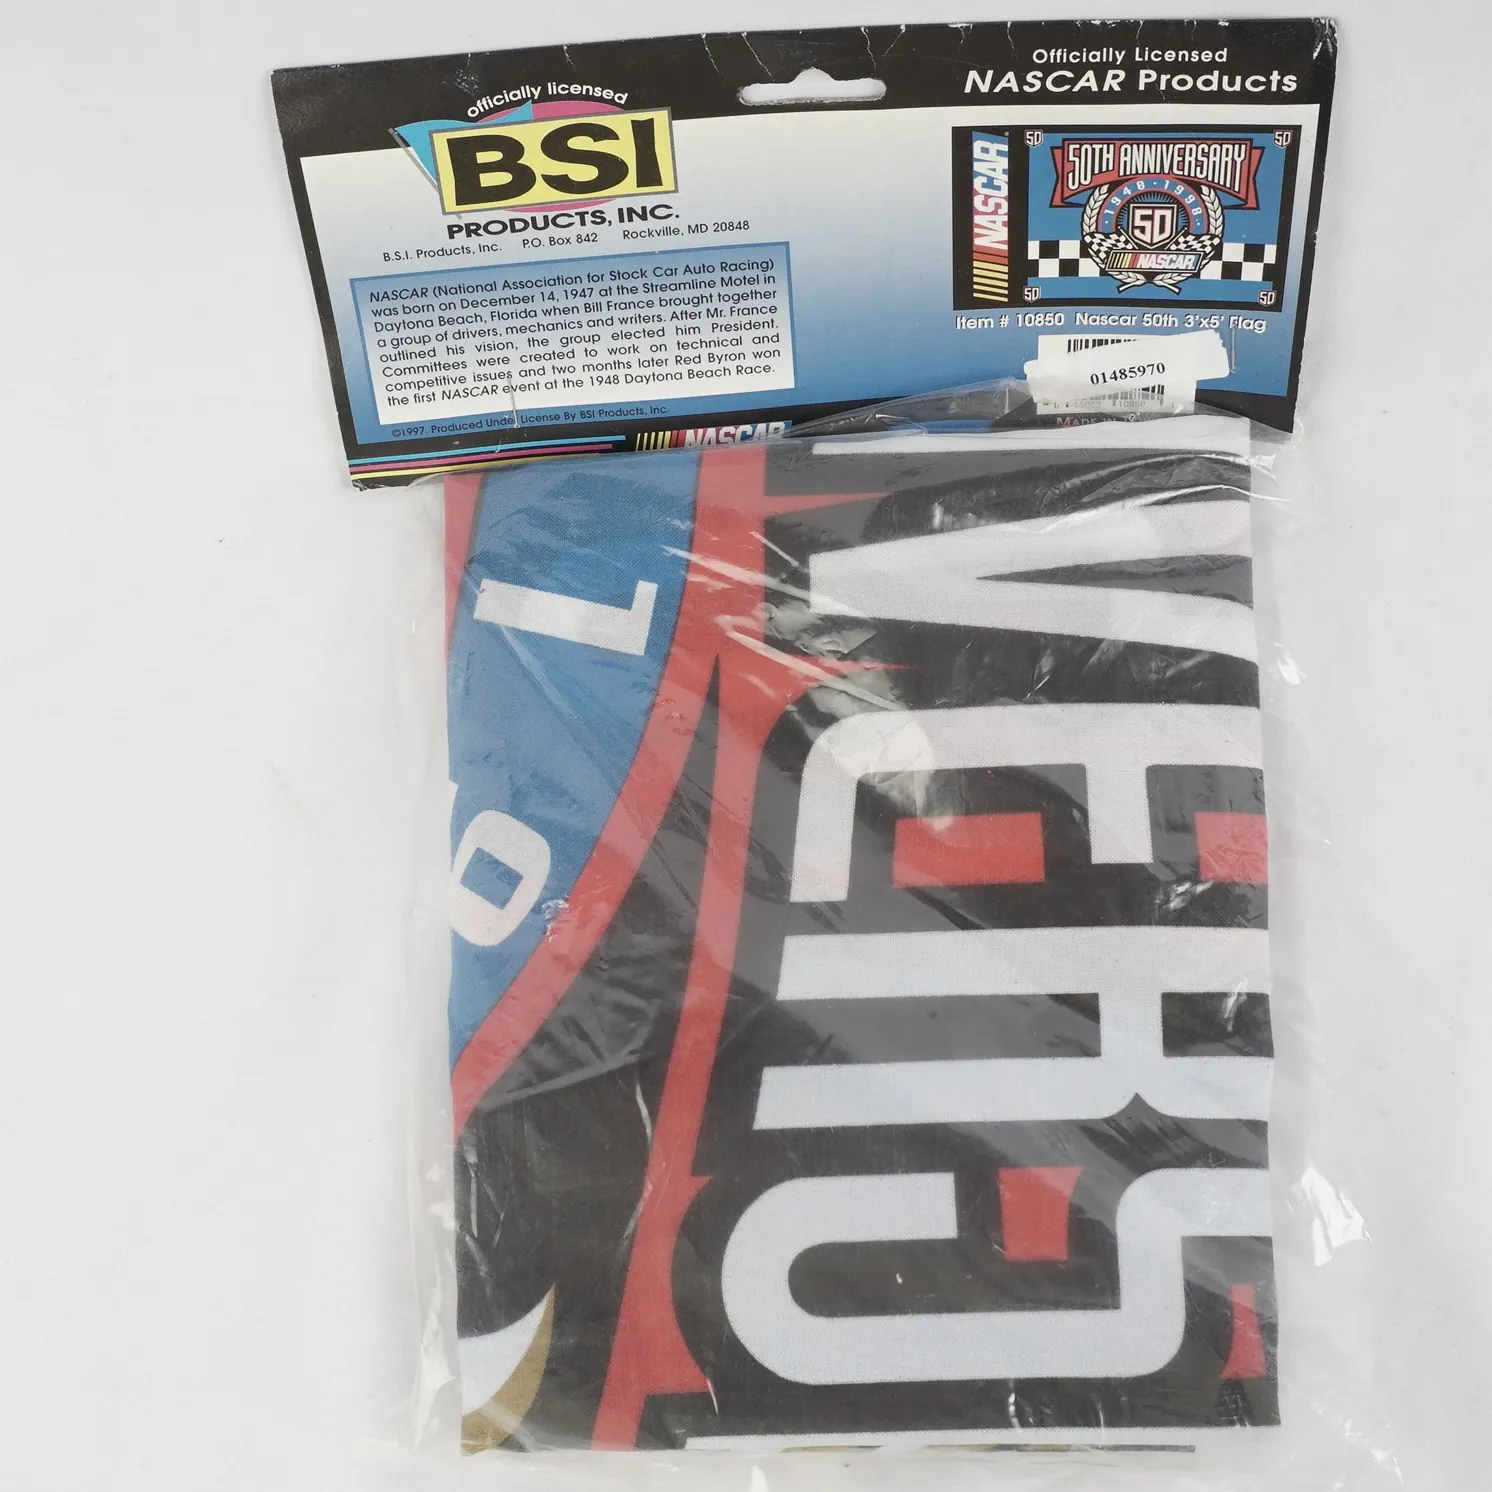 Officially Licensed
NASCAR Products
officially licensed
BSI
PRODUCTS, INC.
B.S.I. Products, Inc. P.O. Box 842 Rockville, MD 20848
NASCAR (National Association for Stock Car Auto Racing)
was born on December 14, 1947 at the Streamline Motel in
Daytona Beach, Florida when Bill France brought together
a group of drivers, mechanics and writers. After Mr. France
outlined his vision, the group elected him President.
Committees were created to work on technical and
competitive issues and two months later Red Byron won
the first NASCAR event at the 1948 Daytona Beach Race.
©1997. Produced Under License By BSI Products, Inc.
NASCAR
NASCAR
50
50
50TH ANNIVERSARY
1948 · 1998
50
NASCAR
50
50
Item # 10850 Nascar 50th 3'x5' Flag
01485970
10850
VERS
1